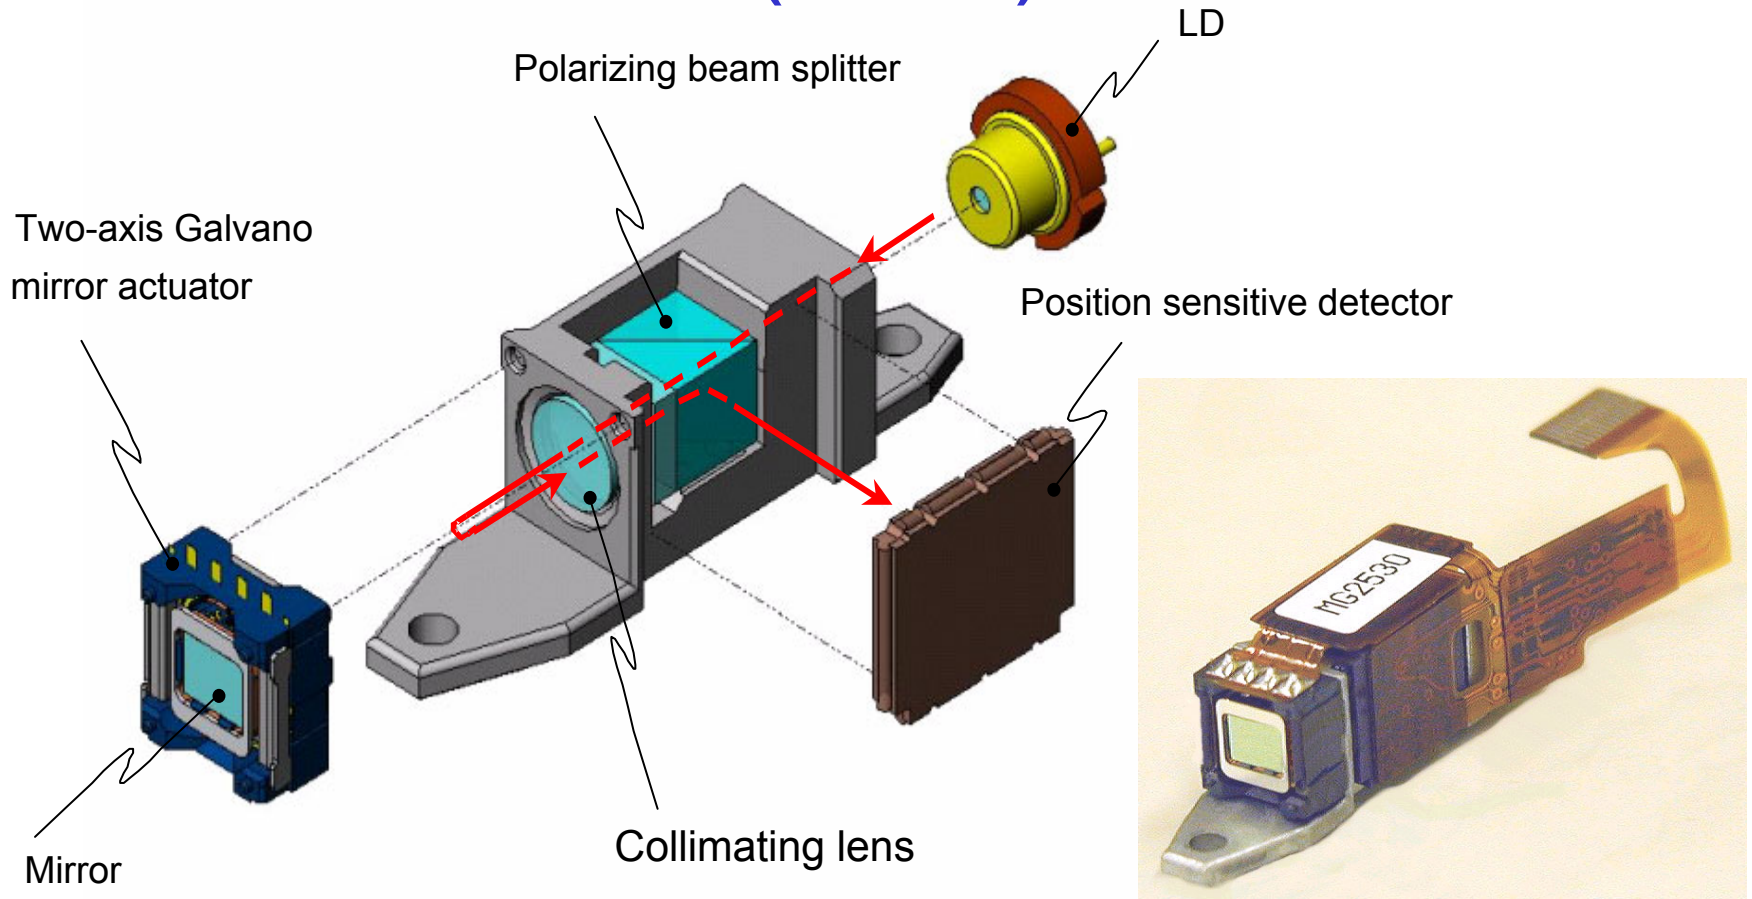 LD
Polarizing beam splitter
Two-axis Galvano
mirror actuator
Position sensitive detector
MG2530
Collimating lens
Mirror